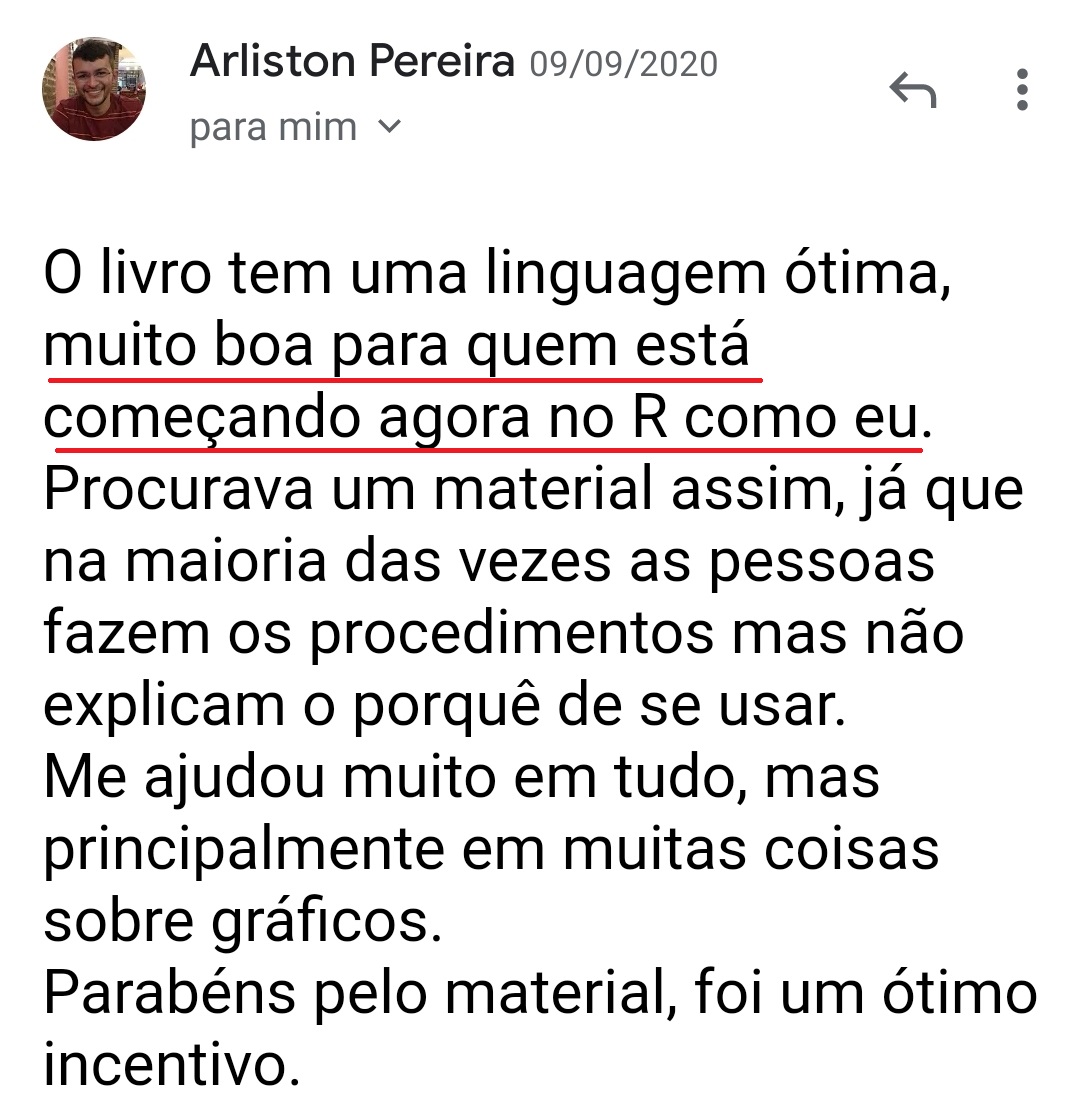 Arliston Pereira 09/09/2020
para mim
O livro tem uma linguagem ótima,
muito boa para quem está
começando agora no R como eu.
Procurava um material assim, já que
na maioria das vezes as pessoas
fazem os procedimentos mas não
explicam o porquê de se usar.
Me ajudou muito em tudo, mas
principalmente em muitas coisas
sobre gráficos.
Parabéns pelo material, foi um ótimo
incentivo.